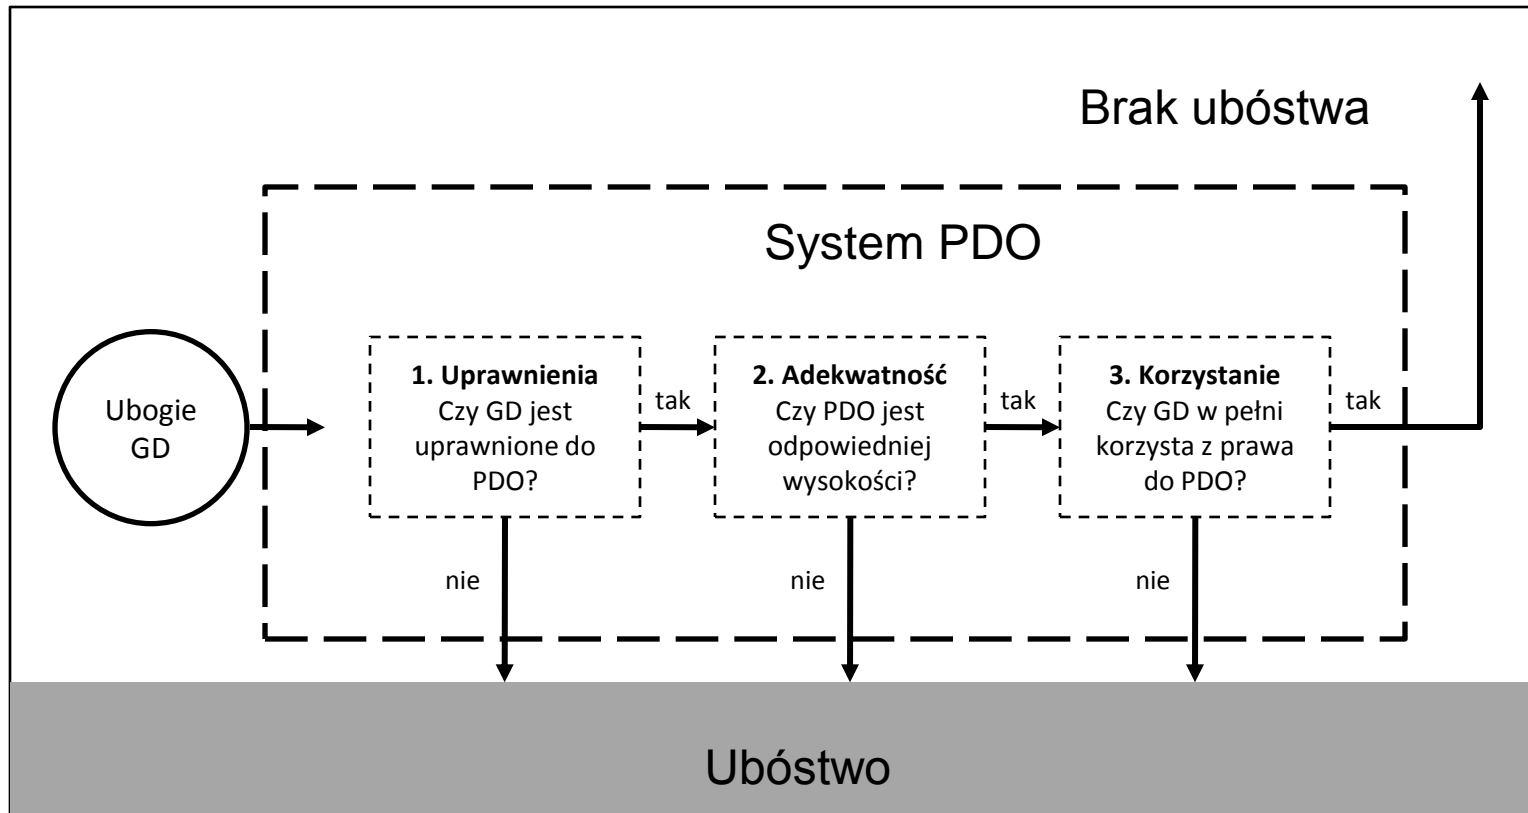 Brak ubóstwa
System PDO
Ubogie
GD
1. Uprawnienia
Czy GD jest
uprawnione do
PDO?
tak
2. Adekwatność
Czy PDO jest
odpowiedniej
wysokości?
tak
3. Korzystanie
Czy GD w pełni
korzysta z prawa
do PDO?
tak
nie
nie
nie
Ubóstwo